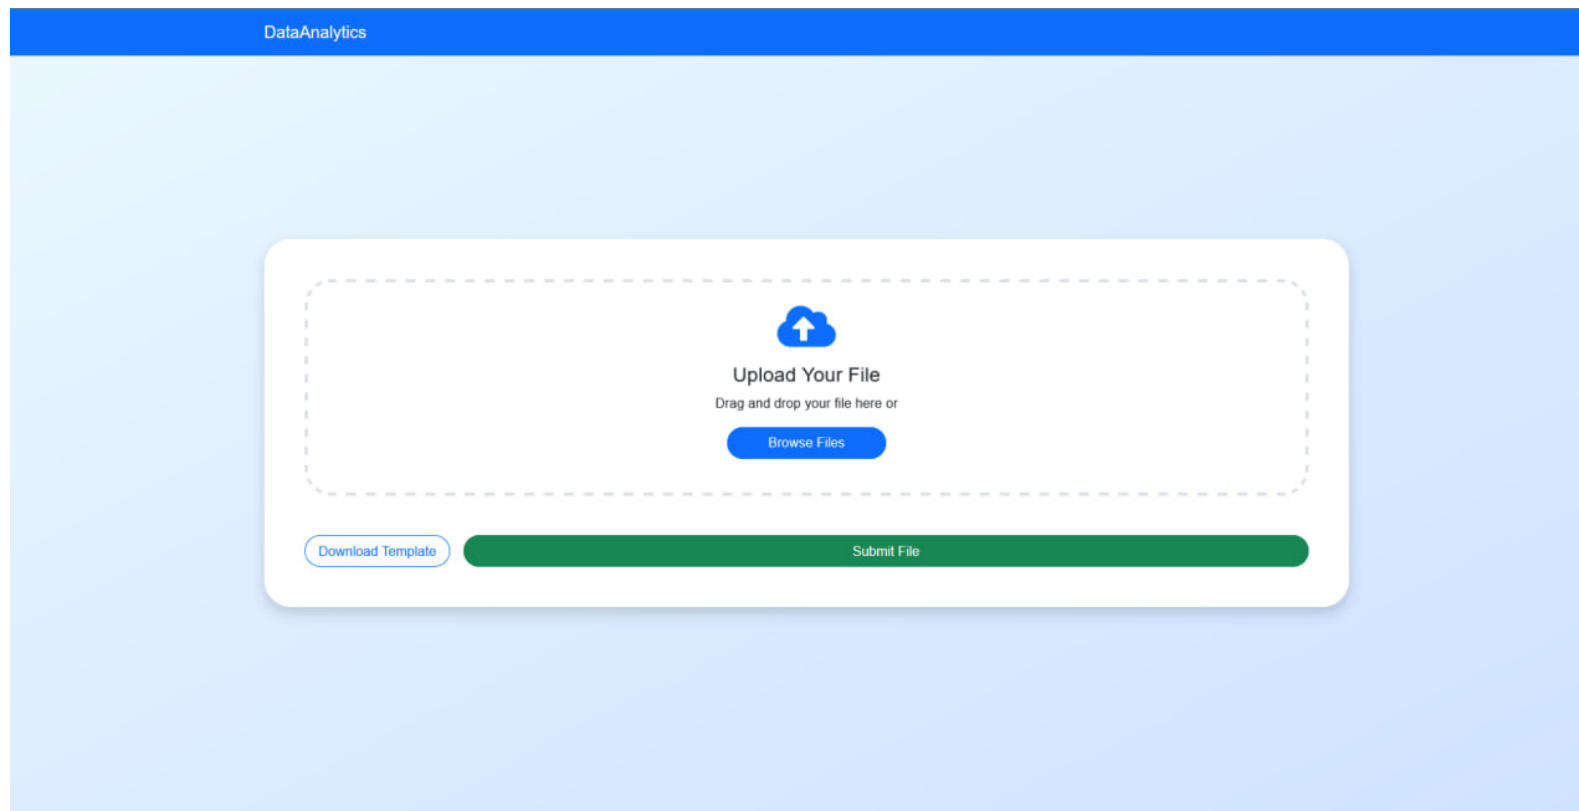 DataAnalytics
Upload Your File
Drag and drop your file here or
Browse Files
Download Template
Submit File